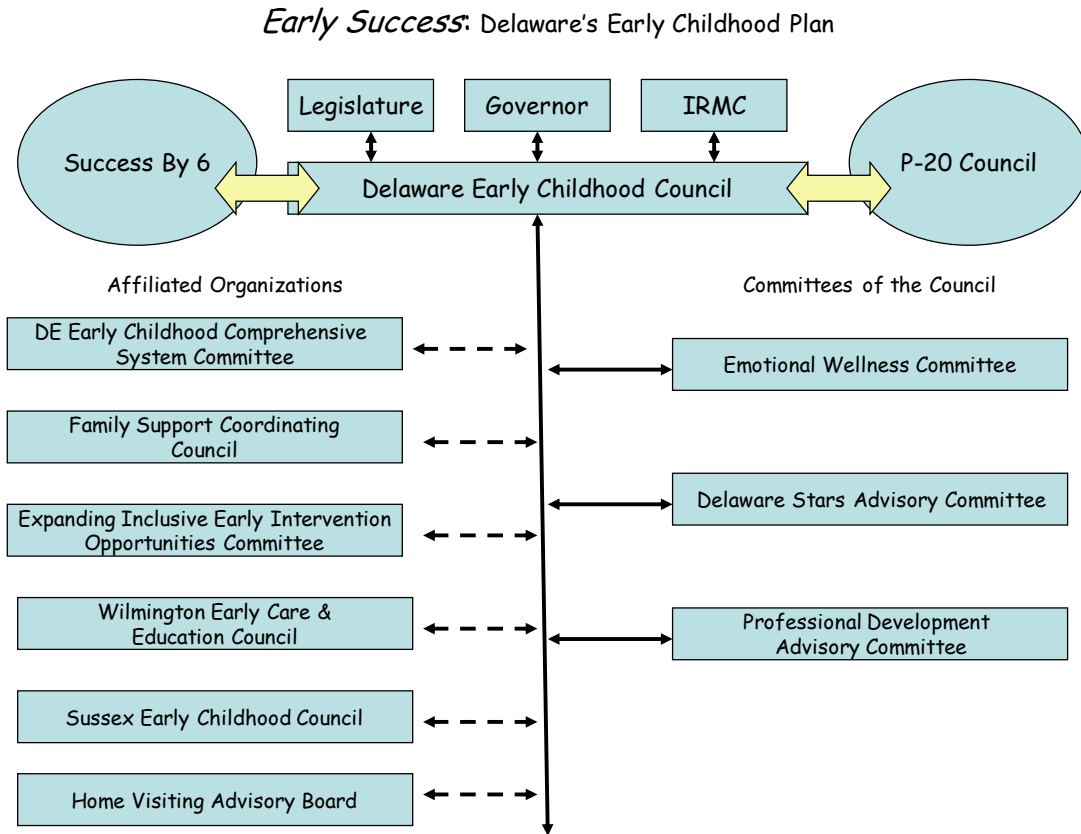 Early Success: Delaware's Early Childhood Plan
Legislature
Governor
IRMC
Success By 6
P-20 Council
Delaware Early Childhood Council
Affiliated Organizations
Committees of the Council
DE Early Childhood Comprehensive
System Committee
Family Support Coordinating
Council
Expanding Inclusive Early Intervention
Opportunities Committee
Wilmington Early Care &
Education Council
Sussex Early Childhood Council
Home Visiting Advisory Board
Emotional Wellness Committee
Delaware Stars Advisory Committee
Professional Development
Advisory Committee